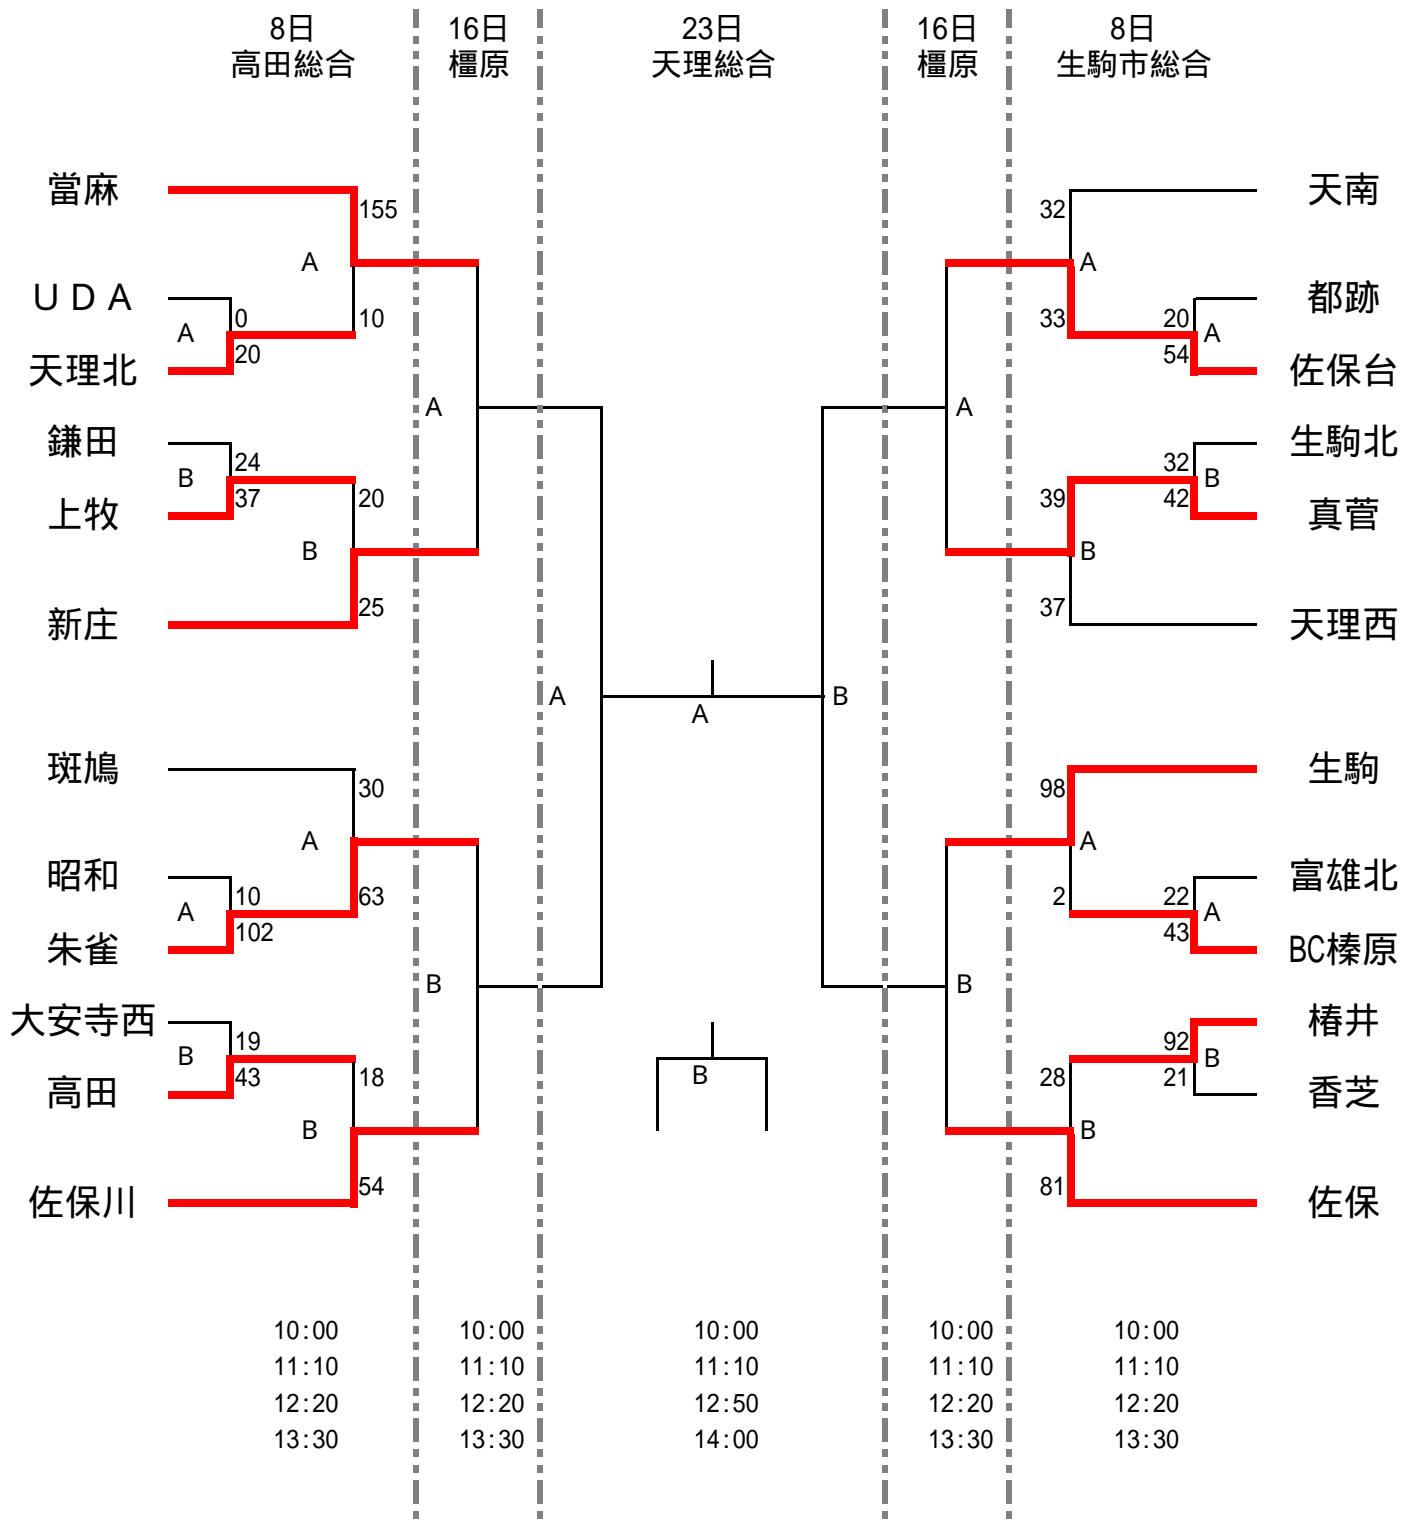 8日 16日 23日 16日 8日
高田総合 橿原 天理総合 橿原 生駒市総合
當麻 天南
155 32
A A
ＵＤＡ 都跡
0 10 33 20
A A
20 54
天理北 佐保台
A A
鎌田 生駒北
24 32
B B
37 20 39 42
上牧 真菅
B B
25 37
新庄 天理西
A B
A
斑鳩 生駒
30 98
A A
昭和 富雄北
10 63 2 22
A A
102 43
朱雀 BC榛原
B B
大安寺西 椿井
19 92
B B
B
43 18 28 21
高田 香芝
B B
54 81
佐保川 佐保
10:00 10:00 10:00 10:00 10:00
11:10 11:10 11:10 11:10 11:10
12:20 12:20 12:50 12:20 12:20
13:30 13:30 14:00 13:30 13:30